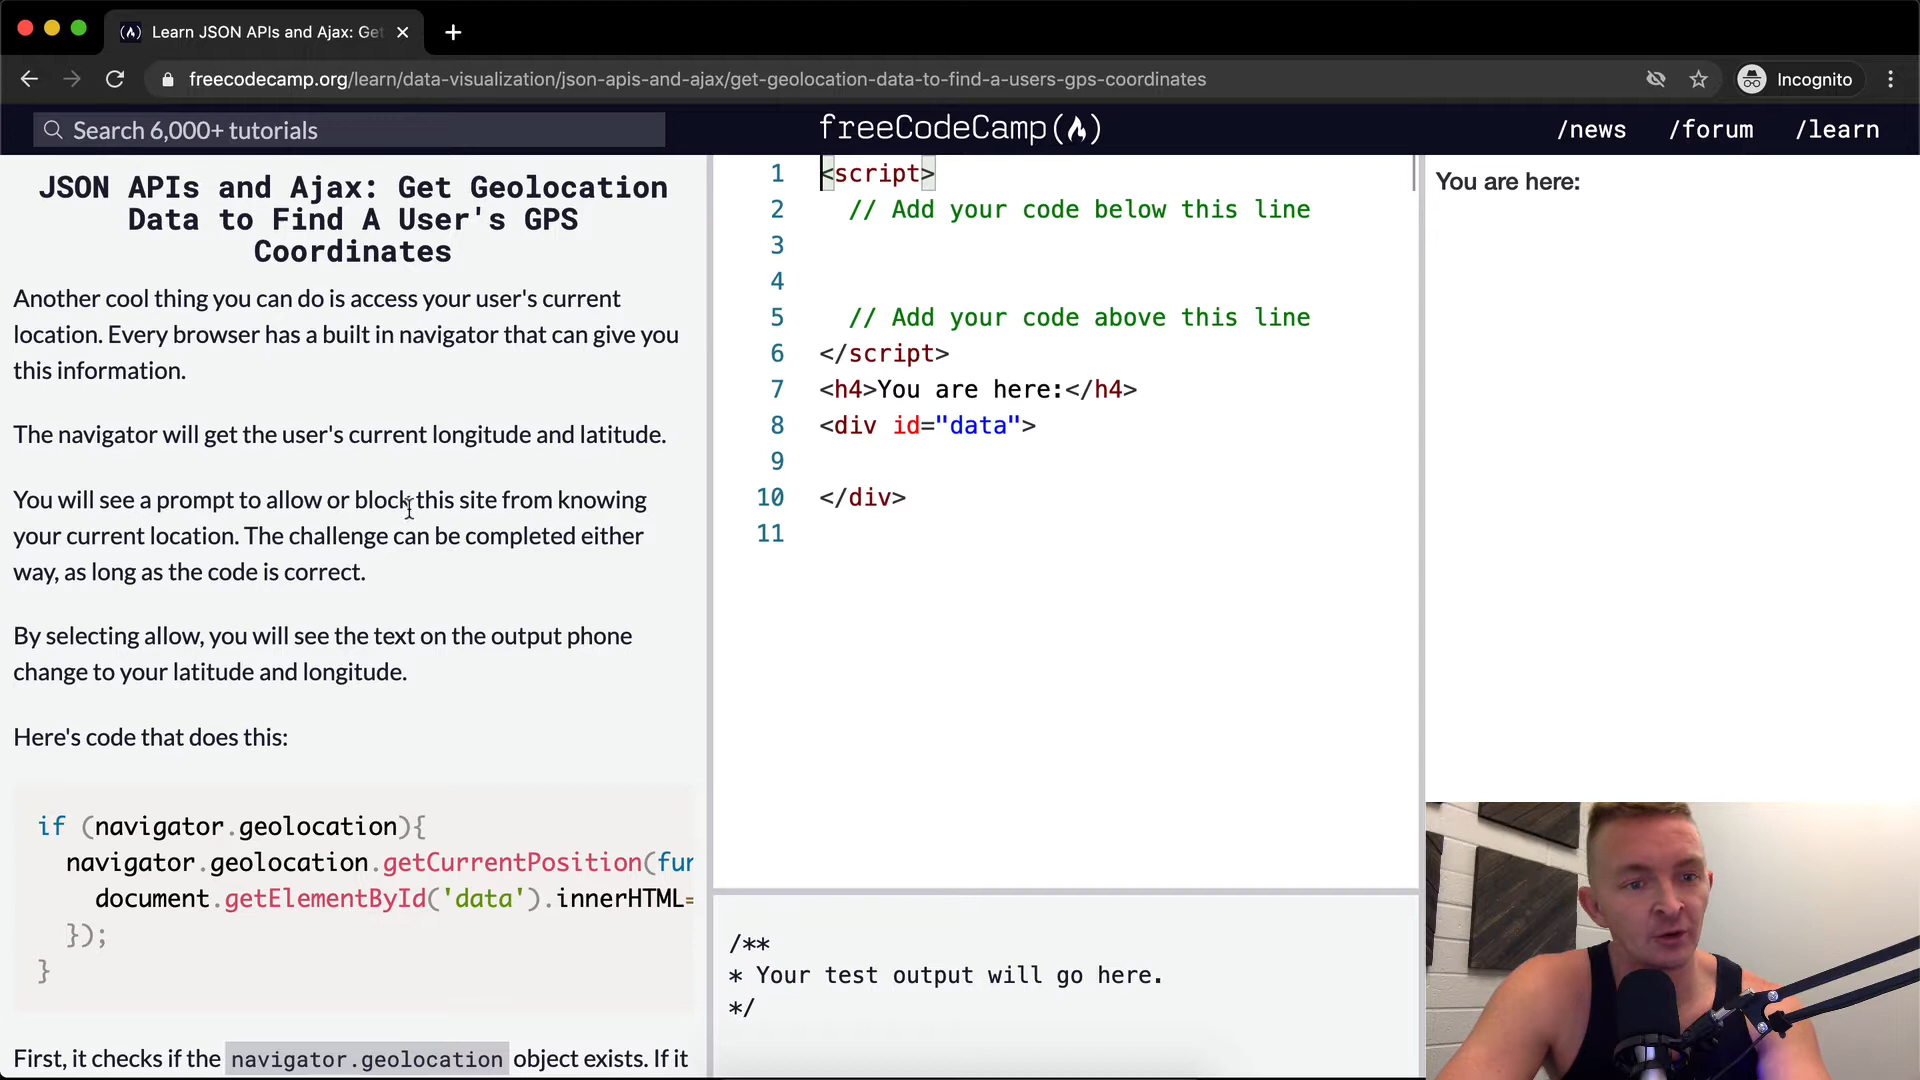 Learn JSON APIs and Ajax: Get
freecodecamp.org/learn/data-visualization/json-apis-and-ajax/get-geolocation-data-to-find-a-users-gps-coordinates
Incognito
Search 6,000+ tutorials
freeCodeCamp
/news
/forum
/learn
JSON APIs and Ajax: Get Geolocation
Data to Find A User's GPS
Coordinates
Another cool thing you can do is access your user's current
location. Every browser has a built in navigator that can give you
this information.
The navigator will get the user's current longitude and latitude.
You will see a prompt to allow or block this site from knowing
your current location. The challenge can be completed either
way, as long as the code is correct.
By selecting allow, you will see the text on the output phone
change to your latitude and longitude.
Here's code that does this:
if (navigator.geolocation){
navigator.geolocation.getCurrentPosition(fun
document.getElementById('data').innerHTML=
});
}
First, it checks if the navigator.geolocation object exists. If it
1 <script>
2 // Add your code below this line
3
4
5 // Add your code above this line
6 </script>
7 <h4>You are here:</h4>
8 <div id="data">
9
10 </div>
11
/**
* Your test output will go here.
*/
You are here: